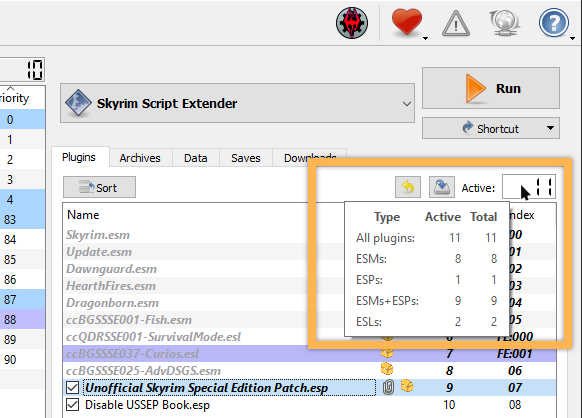 10
riority
0
1
2
3
4
83
84
85
86
87
88
89
90
Skyrim Script Extender
Run
Shortcut
Plugins Archives Data Saves Downloads
Sort
Active: 11
Name
ndex
Type Active Total
All plugins: 11 11
ESMs: 8 8
ESPs: 1 1
ESMs+ESPs: 9 9
ESLs: 2 2
Skyrim.esm 00
Update.esm
Dawnguard.esm 02
HearthFires.esm 03
Dragonborn.esm 04
ccBGSSSE001-Fish.esm 05
ccQDRSSE001-SurvivalMode.esl 6 FE:000
ccBGSSSE037-Curios.esl 7 FE:001
ccBGSSSE025-AdvDSGS.esm 8 06
Unofficial Skyrim Special Edition Patch.esp 9 07
Disable USSEP Book.esp 10 08